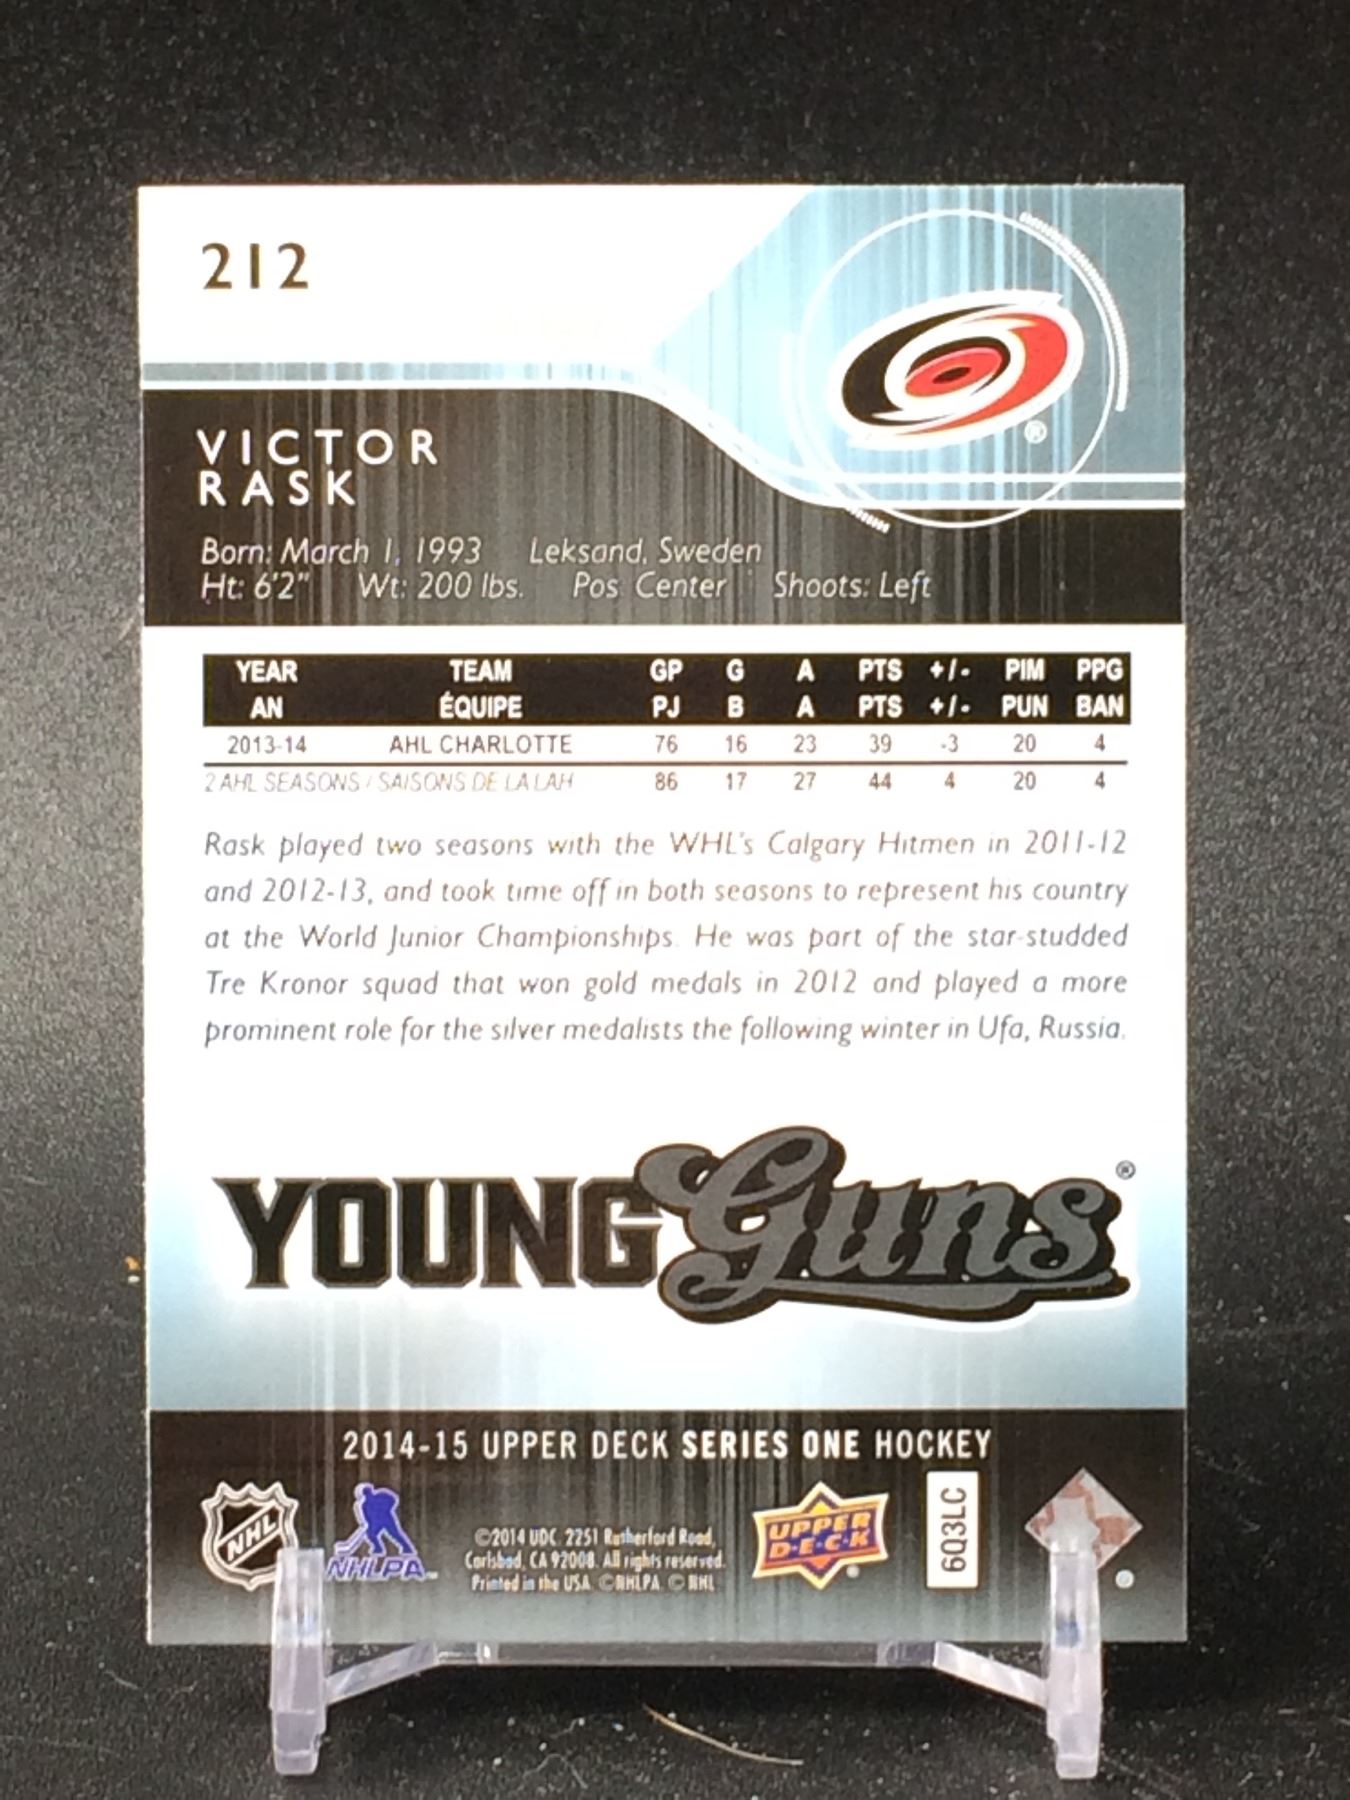 212
VICTOR
RASK
Born: March 1, 1993 Leksand, Sweden
Ht: 6'2" Wt: 200 lbs. Pos Center Shoots: Left
YEAR TEAM GP G A PTS +/- PIM PPG
AN ÉQUIPE PJ B A PTS +/- PUN BAN
2013-14 AHL CHARLOTTE 76 16 23 39 -3 20 4
2 AHL SEASONS / SAISONS DE LA LAH 86 17 27 44 4 20 4
Rask played two seasons with the WHL's Calgary Hitmen in 2011-12
and 2012-13, and took time off in both seasons to represent his country
at the World Junior Championships. He was part of the star-studded
Tre Kronor squad that won gold medals in 2012 and played a more
prominent role for the silver medalists the following winter in Ufa, Russia.
YOUNG Guns®
2014-15 UPPER DECK SERIES ONE HOCKEY
NHL
NHLPA
©2014 UDC. 2251 Rutherford Road,
Carlsbad, CA 92008. All rights reserved.
Printed in the USA. ©NHLPA. © NHL
UPPER
D·E·C·K
6Q3LC